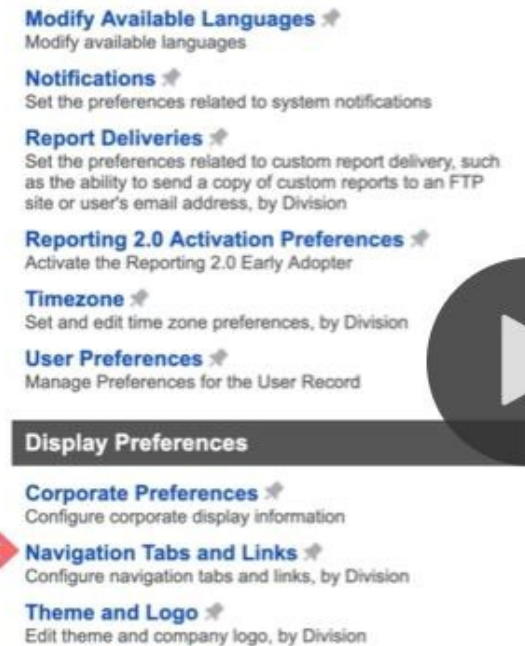 Modify Available Languages
Modify available languages
Notifications
Set the preferences related to system notifications
Report Deliveries
Set the preferences related to custom report delivery, such
as the ability to send a copy of custom reports to an FTP
site or user's email address, by Division
Reporting 2.0 Activation Preferences
Activate the Reporting 2.0 Early Adopter
Timezone
Set and edit time zone preferences, by Division
User Preferences
Manage Preferences for the User Record
Display Preferences
Corporate Preferences
Configure corporate display information
Navigation Tabs and Links
Configure navigation tabs and links, by Division
Theme and Logo
Edit theme and company logo, by Division